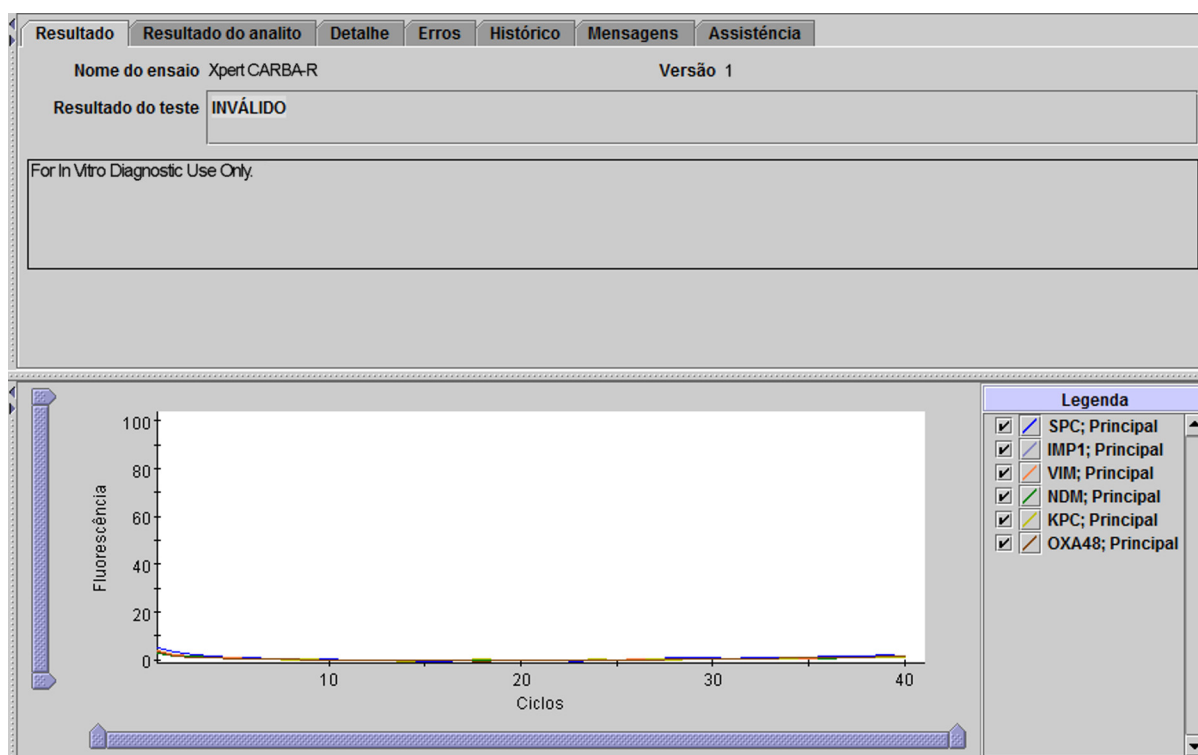 Resultado Resultado do analito Detalhe Erros Histórico Mensagens Assisténcia
Nome do ensaio Xpert CARBA-R Versão 1
Resultado do teste INVÁLIDO
For In Vitro Diagnostic Use Only.
Legenda
SPC; Principal
IMP1; Principal
VIM; Principal
NDM; Principal
KPC; Principal
OXA48; Principal
Fluorescência
100
80
60
40
20
0
10 20 30 40
Ciclos